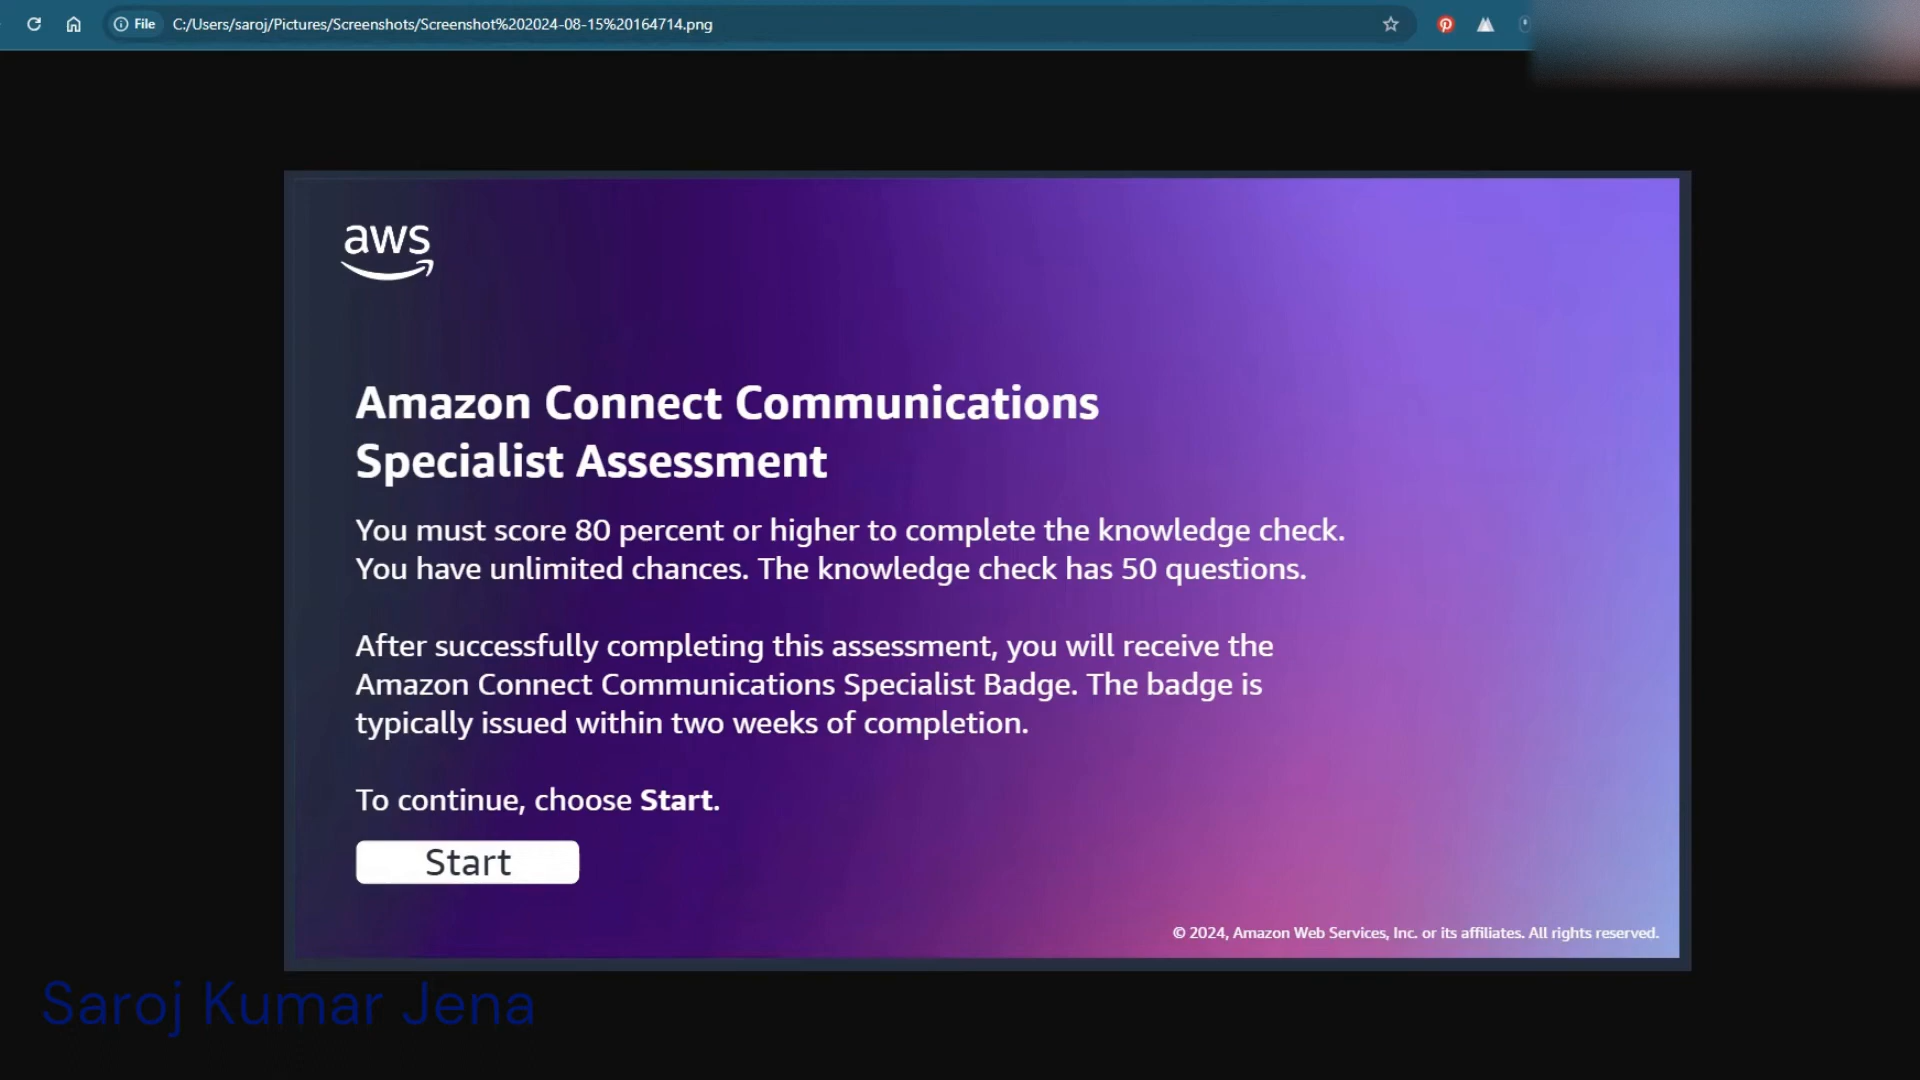 File C:/Users/saroj/Pictures/Screenshots/Screenshot%202024-08-15%20164714.png
aws
Amazon Connect Communications
Specialist Assessment
You must score 80 percent or higher to complete the knowledge check.
You have unlimited chances. The knowledge check has 50 questions.
After successfully completing this assessment, you will receive the
Amazon Connect Communications Specialist Badge. The badge is
typically issued within two weeks of completion.
To continue, choose Start.
Start
© 2024, Amazon Web Services, Inc. or its affiliates. All rights reserved.
Saroj Kumar Jena